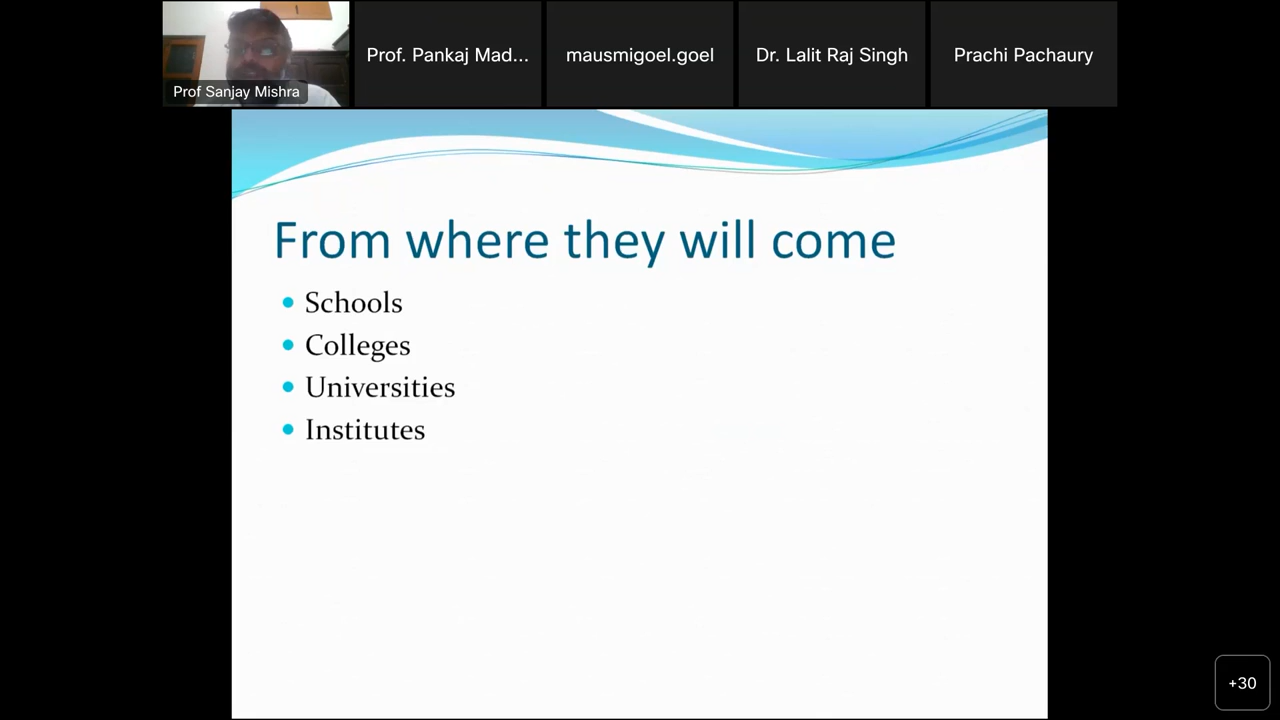 Prof Sanjay Mishra
Prof. Pankaj Mad...
mausmigoel.goel
Dr. Lalit Raj Singh
Prachi Pachaury
From where they will come
Schools
Colleges
Universities
Institutes
+30